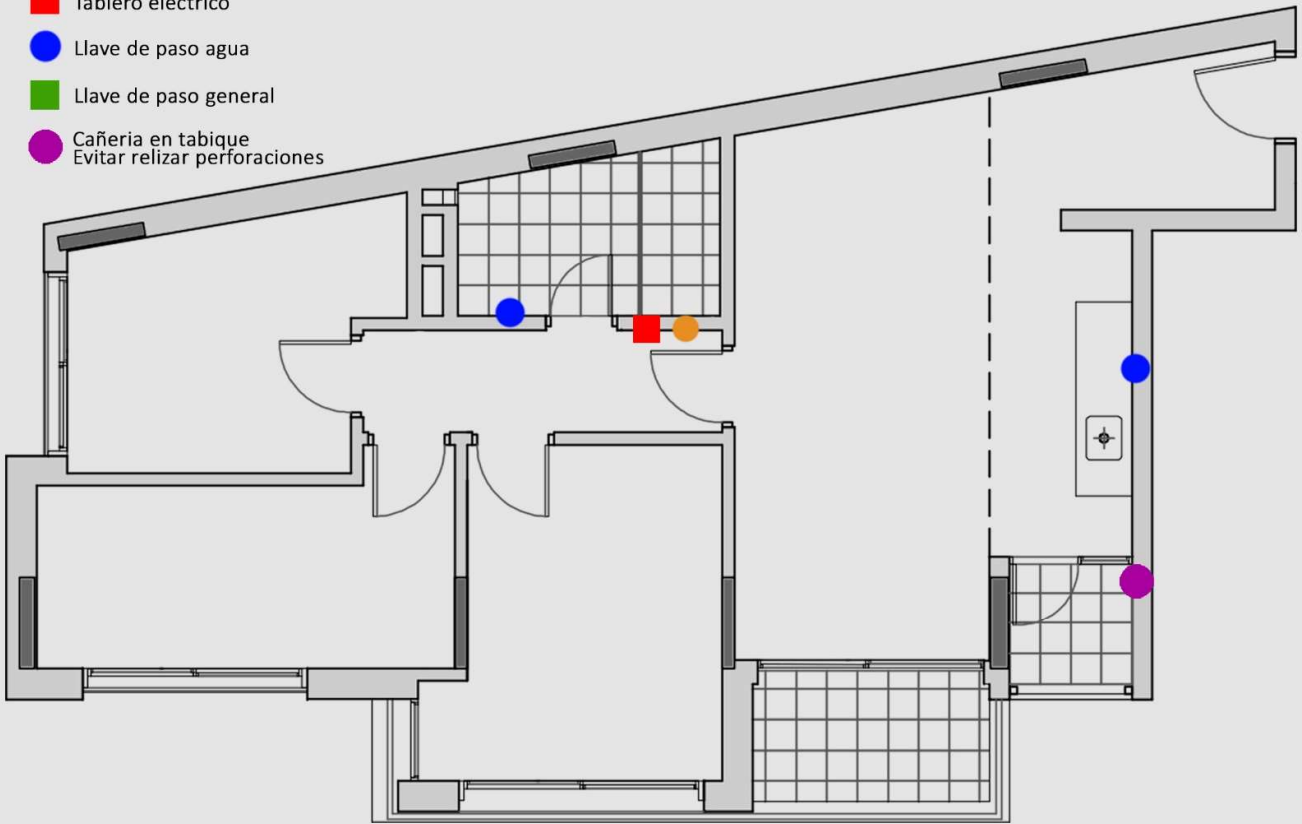 Tablero eléctrico
Llave de paso agua
Llave de paso general
Cañeria en tabique
Evitar relizar perforaciones